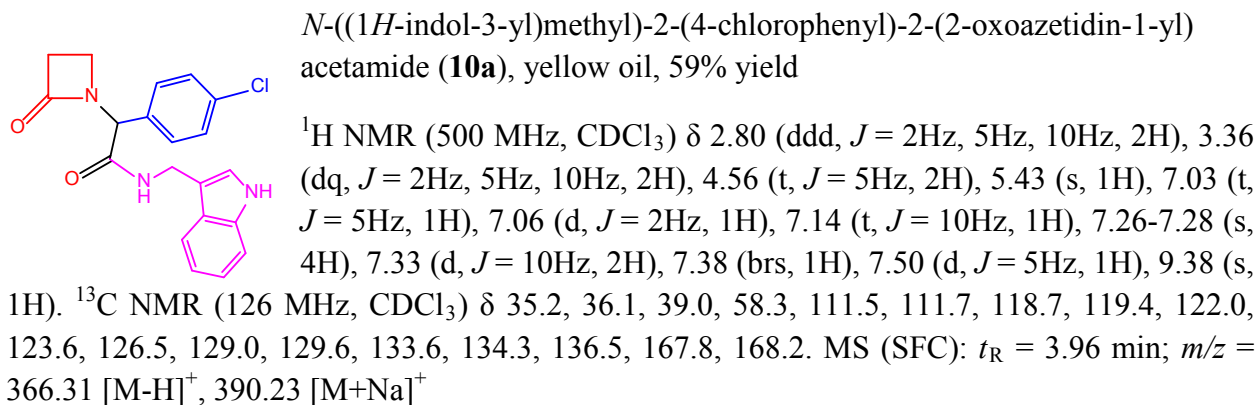 N-((1H-indol-3-yl)methyl)-2-(4-chlorophenyl)-2-(2-oxoazetidin-1-yl)
acetamide (10a), yellow oil, 59% yield
O
N
Cl
O
N
H
NH
¹H NMR (500 MHz, CDCl₃) δ 2.80 (ddd, J = 2Hz, 5Hz, 10Hz, 2H), 3.36
(dq, J = 2Hz, 5Hz, 10Hz, 2H), 4.56 (t, J = 5Hz, 2H), 5.43 (s, 1H), 7.03 (t,
J = 5Hz, 1H), 7.06 (d, J = 2Hz, 1H), 7.14 (t, J = 10Hz, 1H), 7.26-7.28 (s,
4H), 7.33 (d, J = 10Hz, 2H), 7.38 (brs, 1H), 7.50 (d, J = 5Hz, 1H), 9.38 (s,
1H). ¹³C NMR (126 MHz, CDCl₃) δ 35.2, 36.1, 39.0, 58.3, 111.5, 111.7, 118.7, 119.4, 122.0,
123.6, 126.5, 129.0, 129.6, 133.6, 134.3, 136.5, 167.8, 168.2. MS (SFC): tR = 3.96 min; m/z =
366.31 [M-H]⁺, 390.23 [M+Na]⁺